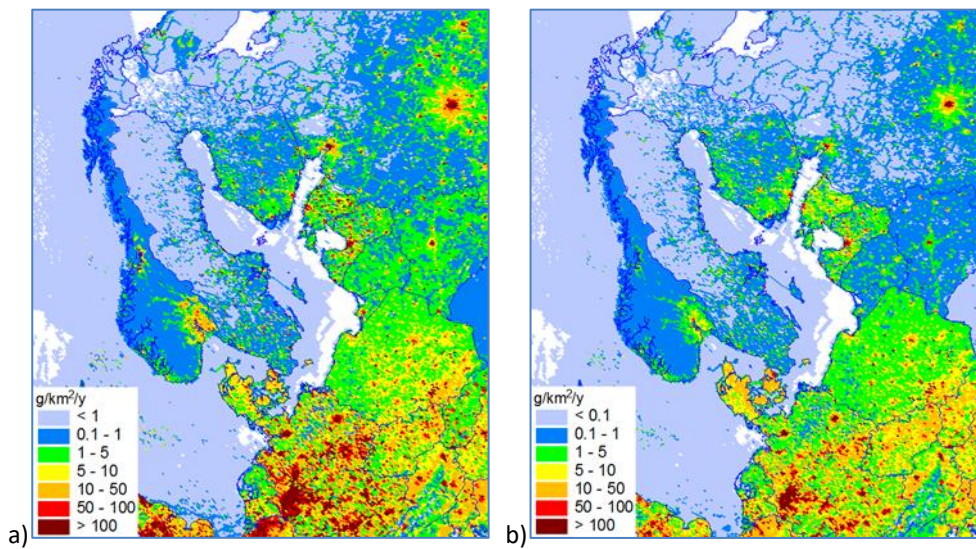 g/km²/y
< 1
0.1 - 1
1 - 5
5 - 10
10 - 50
50 - 100
> 100
a)
g/km²/y
< 0.1
0.1 - 1
1 - 5
5 - 10
10 - 50
50 - 100
> 100
b)